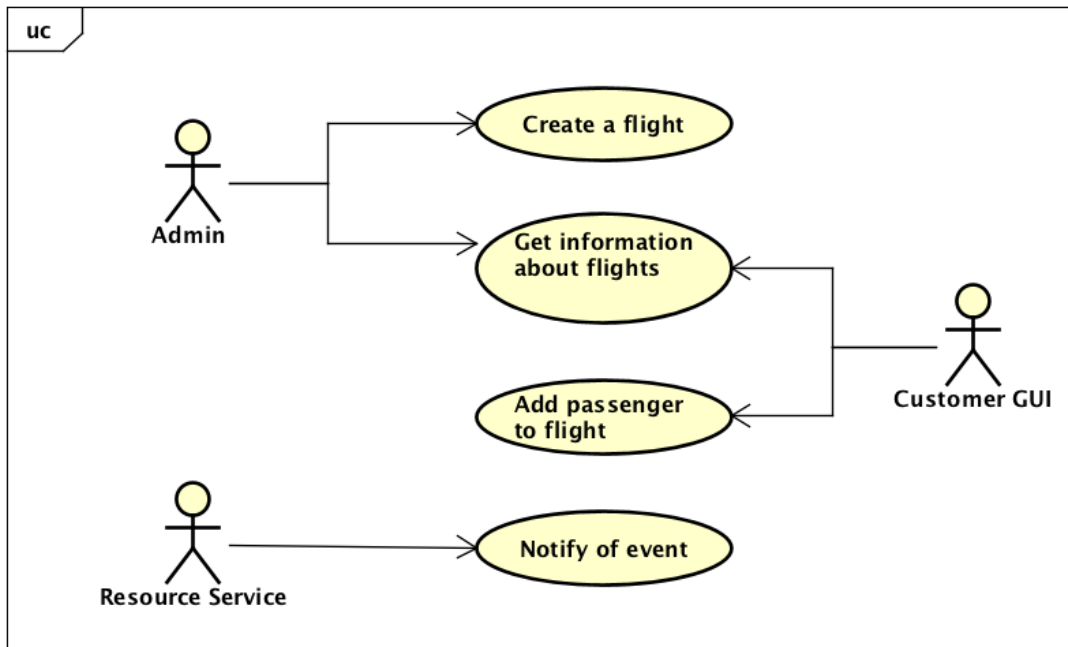 uc
Create a flight
Admin
Get information
about flights
Customer GUI
Add passenger
to flight
Resource Service
Notify of event